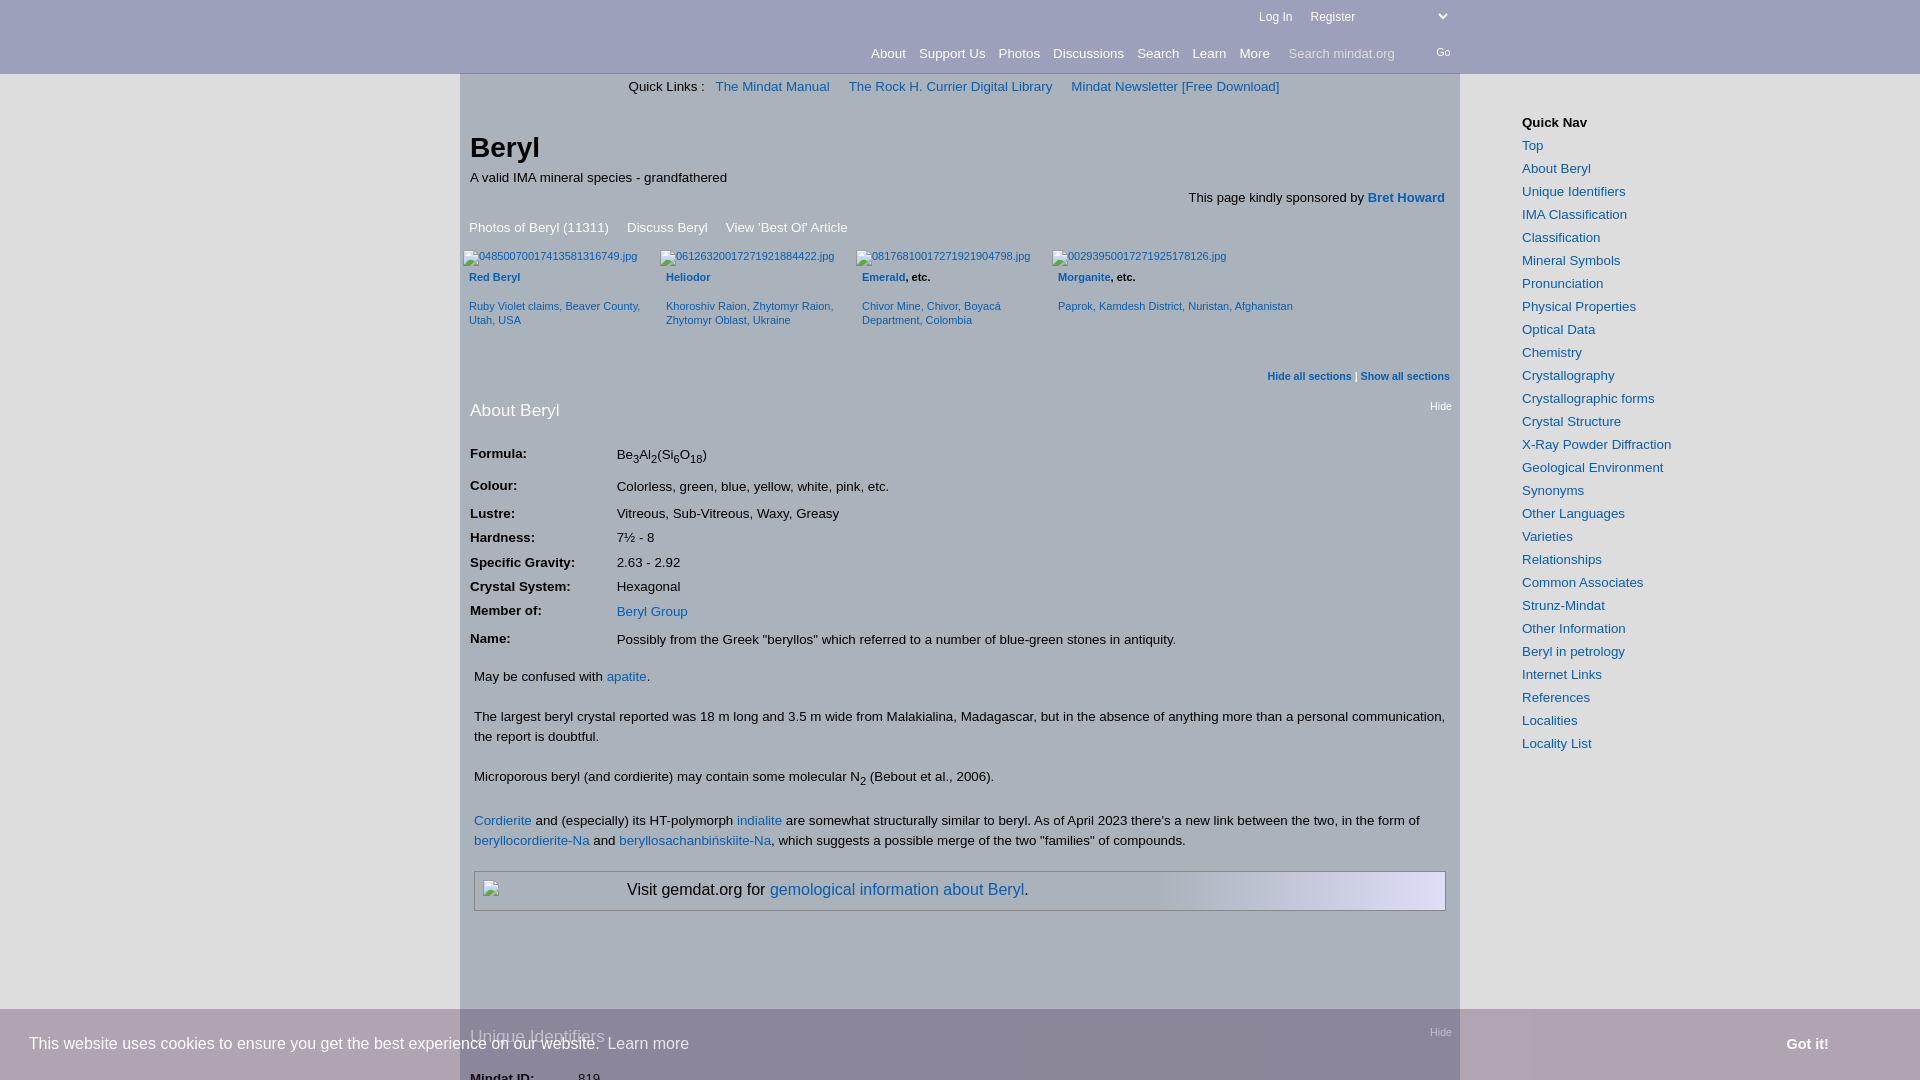 Log In Register
About Support Us Photos Discussions Search Learn More Search mindat.org Go
Quick Links : The Mindat Manual The Rock H. Currier Digital Library Mindat Newsletter [Free Download]
Beryl
A valid IMA mineral species - grandfathered
This page kindly sponsored by Bret Howard
Photos of Beryl (11311) Discuss Beryl View 'Best Of' Article
04850070017413581316749.jpg
Red Beryl
Ruby Violet claims, Beaver County,
Utah, USA
06126320017271921884422.jpg
Heliodor
Khoroshiv Raion, Zhytomyr Raion,
Zhytomyr Oblast, Ukraine
08176810017271921904798.jpg
Emerald, etc.
Chivor Mine, Chivor, Boyacá
Department, Colombia
00293950017271925178126.jpg
Morganite, etc.
Paprok, Kamdesh District, Nuristan, Afghanistan
Hide all sections | Show all sections
About Beryl
Hide
Formula: Be3Al2(Si6O18)
Colour: Colorless, green, blue, yellow, white, pink, etc.
Lustre: Vitreous, Sub-Vitreous, Waxy, Greasy
Hardness: 7½ - 8
Specific Gravity: 2.63 - 2.92
Crystal System: Hexagonal
Member of: Beryl Group
Name: Possibly from the Greek "beryllos" which referred to a number of blue-green stones in antiquity.
May be confused with apatite.
The largest beryl crystal reported was 18 m long and 3.5 m wide from Malakialina, Madagascar, but in the absence of anything more than a personal communication,
the report is doubtful.
Microporous beryl (and cordierite) may contain some molecular N2 (Bebout et al., 2006).
Cordierite and (especially) its HT-polymorph indialite are somewhat structurally similar to beryl. As of April 2023 there's a new link between the two, in the form of
beryllocordierite-Na and beryllosachanbińskiite-Na, which suggests a possible merge of the two "families" of compounds.
Visit gemdat.org for gemological information about Beryl.
Unique Identifiers
Hide
Mindat ID: 819
This website uses cookies to ensure you get the best experience on our website. Learn more
Got it!
Quick Nav
Top
About Beryl
Unique Identifiers
IMA Classification
Classification
Mineral Symbols
Pronunciation
Physical Properties
Optical Data
Chemistry
Crystallography
Crystallographic forms
Crystal Structure
X-Ray Powder Diffraction
Geological Environment
Synonyms
Other Languages
Varieties
Relationships
Common Associates
Strunz-Mindat
Other Information
Beryl in petrology
Internet Links
References
Localities
Locality List